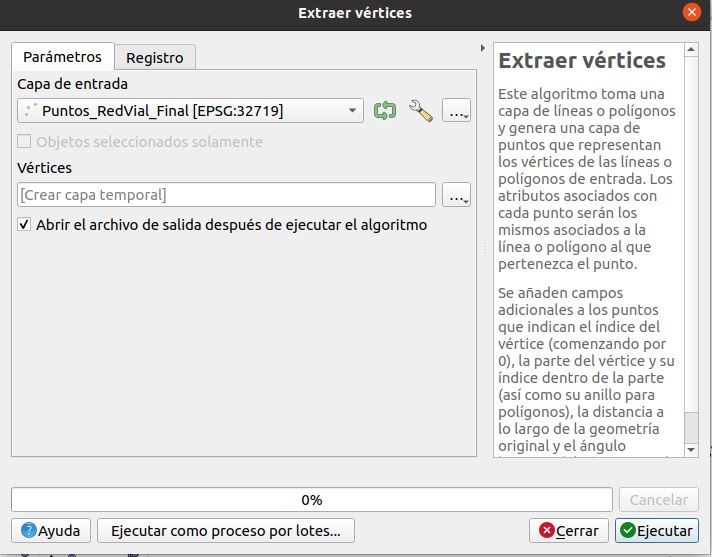 Extraer vértices
Parámetros
Registro
Capa de entrada
Puntos_RedVial_Final [EPSG:32719]
...
Objetos seleccionados solamente
Vértices
[Crear capa temporal]
...
Abrir el archivo de salida después de ejecutar el algoritmo
Extraer vértices
Este algoritmo toma una
capa de líneas o polígonos
y genera una capa de
puntos que representan
los vértices de las líneas o
polígonos de entrada. Los
atributos asociados con
cada punto serán los
mismos asociados a la
línea o polígono al que
pertenezca el punto.
Se añaden campos
adicionales a los puntos
que indican el índice del
vértice (comenzando por
0), la parte del vértice y su
índice dentro de la parte
(así como su anillo para
polígonos), la distancia a
lo largo de la geometría
original y el ángulo
0%
Cancelar
Ayuda
Ejecutar como proceso por lotes...
Cerrar
Ejecutar